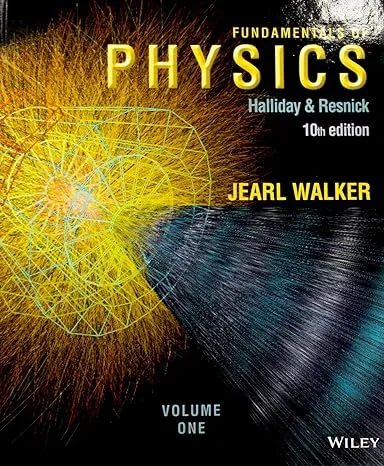 FUNDAMENTALS OF
PHYSICS
Halliday & Resnick
10th edition
JEARL WALKER
VOLUME
ONE
WILEY